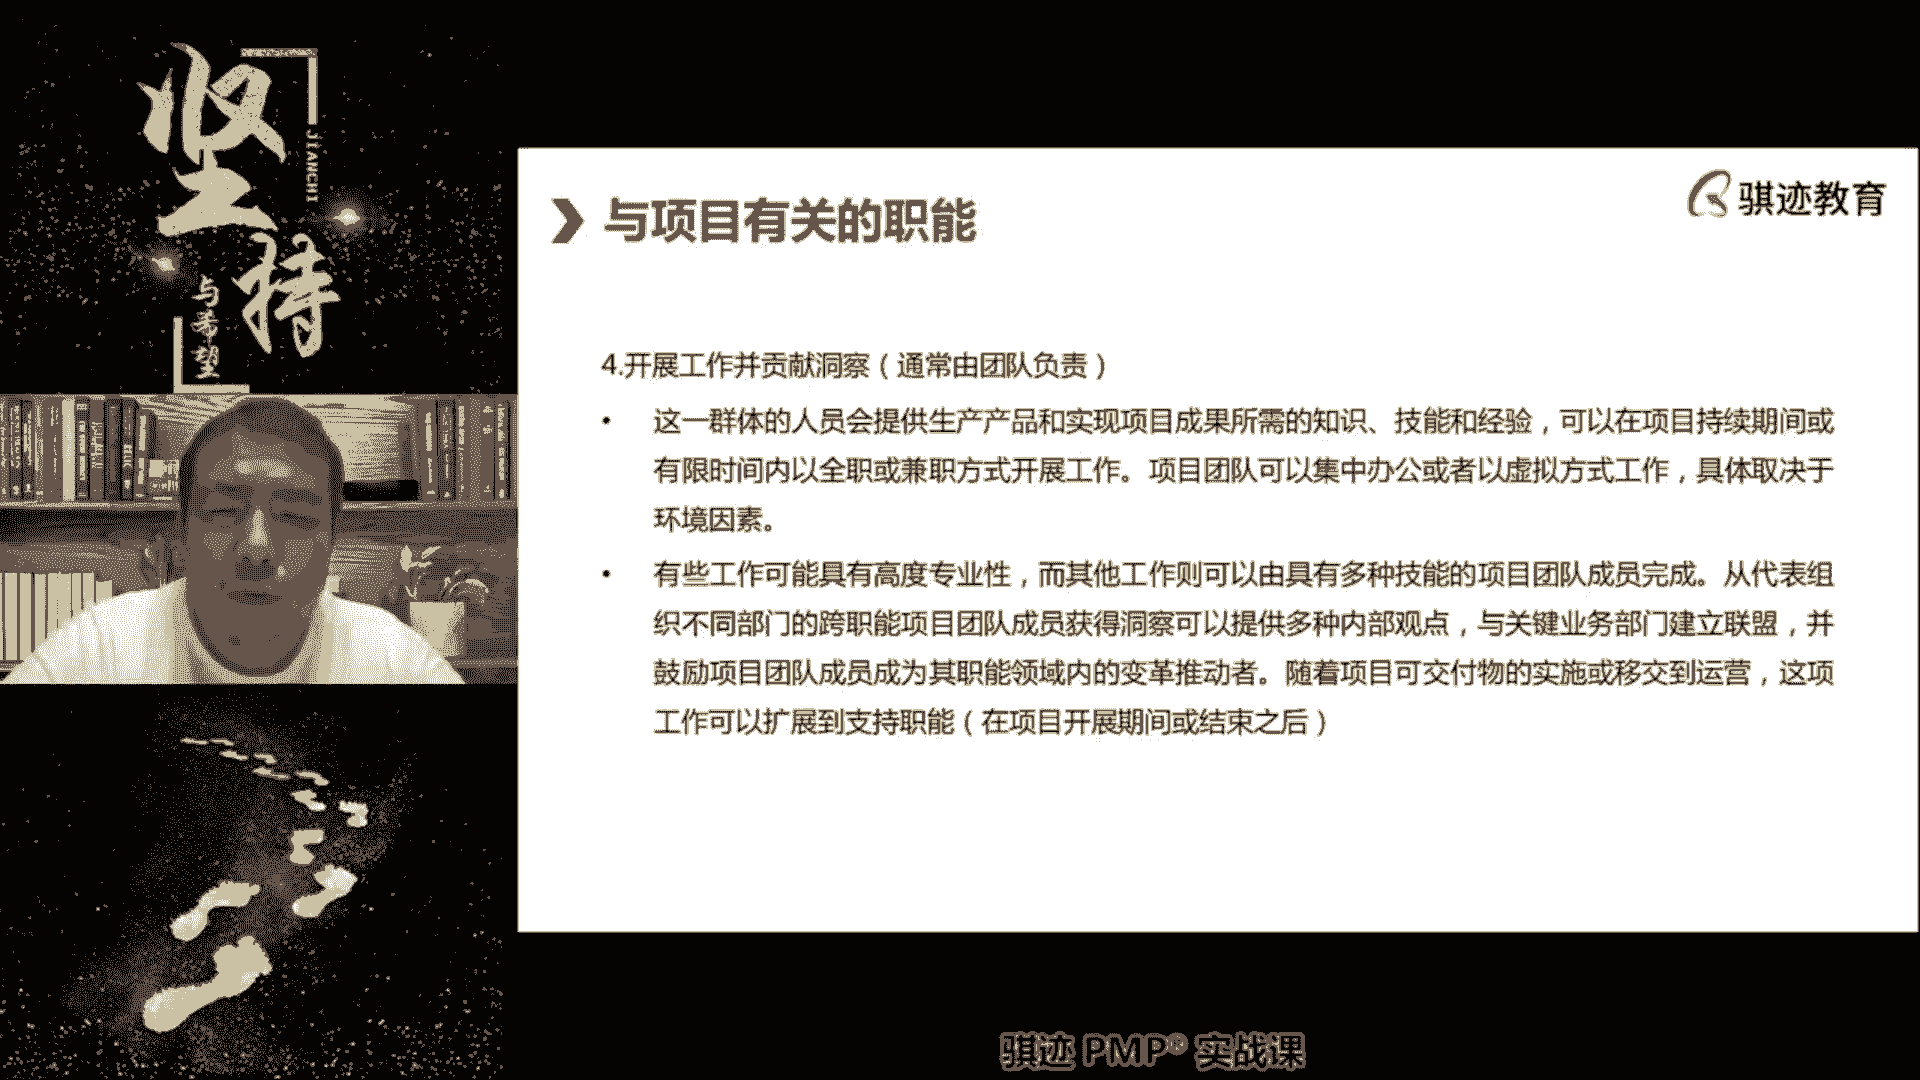 坚持
JIANCHI
与希望
骐迹教育
与项目有关的职能
4.开展工作并贡献洞察（通常由团队负责）
• 这一群体的人员会提供生产产品和实现项目成果所需的知识、技能和经验，可以在项目持续期间或
有限时间内以全职或兼职方式开展工作。项目团队可以集中办公或者以虚拟方式工作，具体取决于
环境因素。
• 有些工作可能具有高度专业性，而其他工作则可以由具有多种技能的项目团队成员完成。从代表组
织不同部门的跨职能项目团队成员获得洞察可以提供多种内部观点，与关键业务部门建立联盟，并
鼓励项目团队成员成为其职能领域内的变革推动者。随着项目可交付物的实施或移交到运营，这项
工作可以扩展到支持职能（在项目开展期间或结束之后）
骐迹 PMP® 实战课